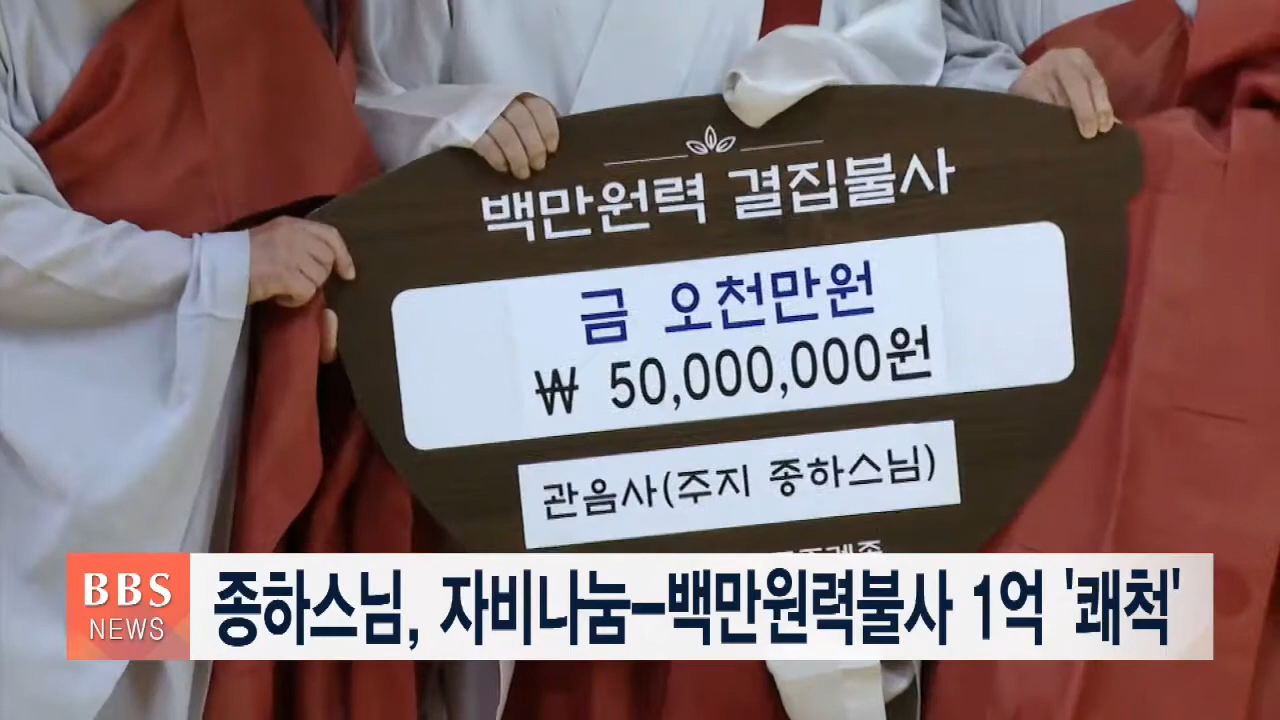 백만원력 결집불사
금 오천만원
₩ 50,000,000원
관음사(주지 종하스님)
BBS
NEWS
종하스님, 자비나눔-백만원력불사 1억 '쾌척'